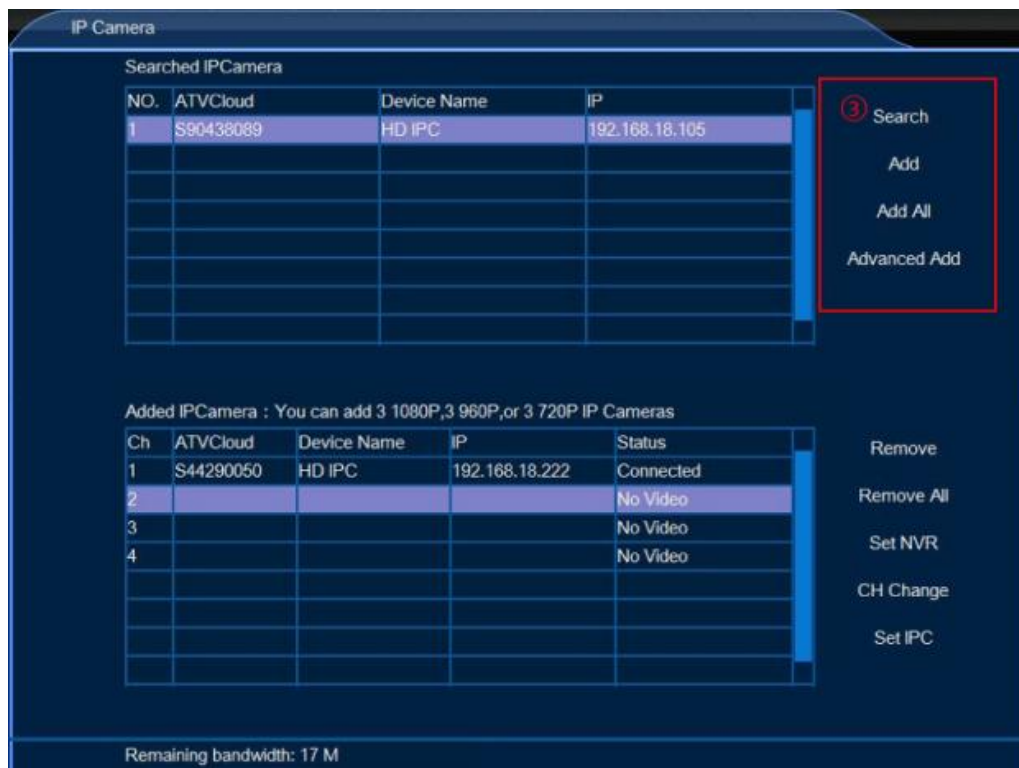 IP Camera
Searched IPCamera
NO. ATVCloud Device Name IP
1 S90438089 HD IPC 192.168.18.105
③ Search
Add
Add All
Advanced Add
Added IPCamera : You can add 3 1080P,3 960P,or 3 720P IP Cameras
Ch ATVCloud Device Name IP Status
1 S44290050 HD IPC 192.168.18.222 Connected
2 No Video
3 No Video
4 No Video
Remove
Remove All
Set NVR
CH Change
Set IPC
Remaining bandwidth: 17 M